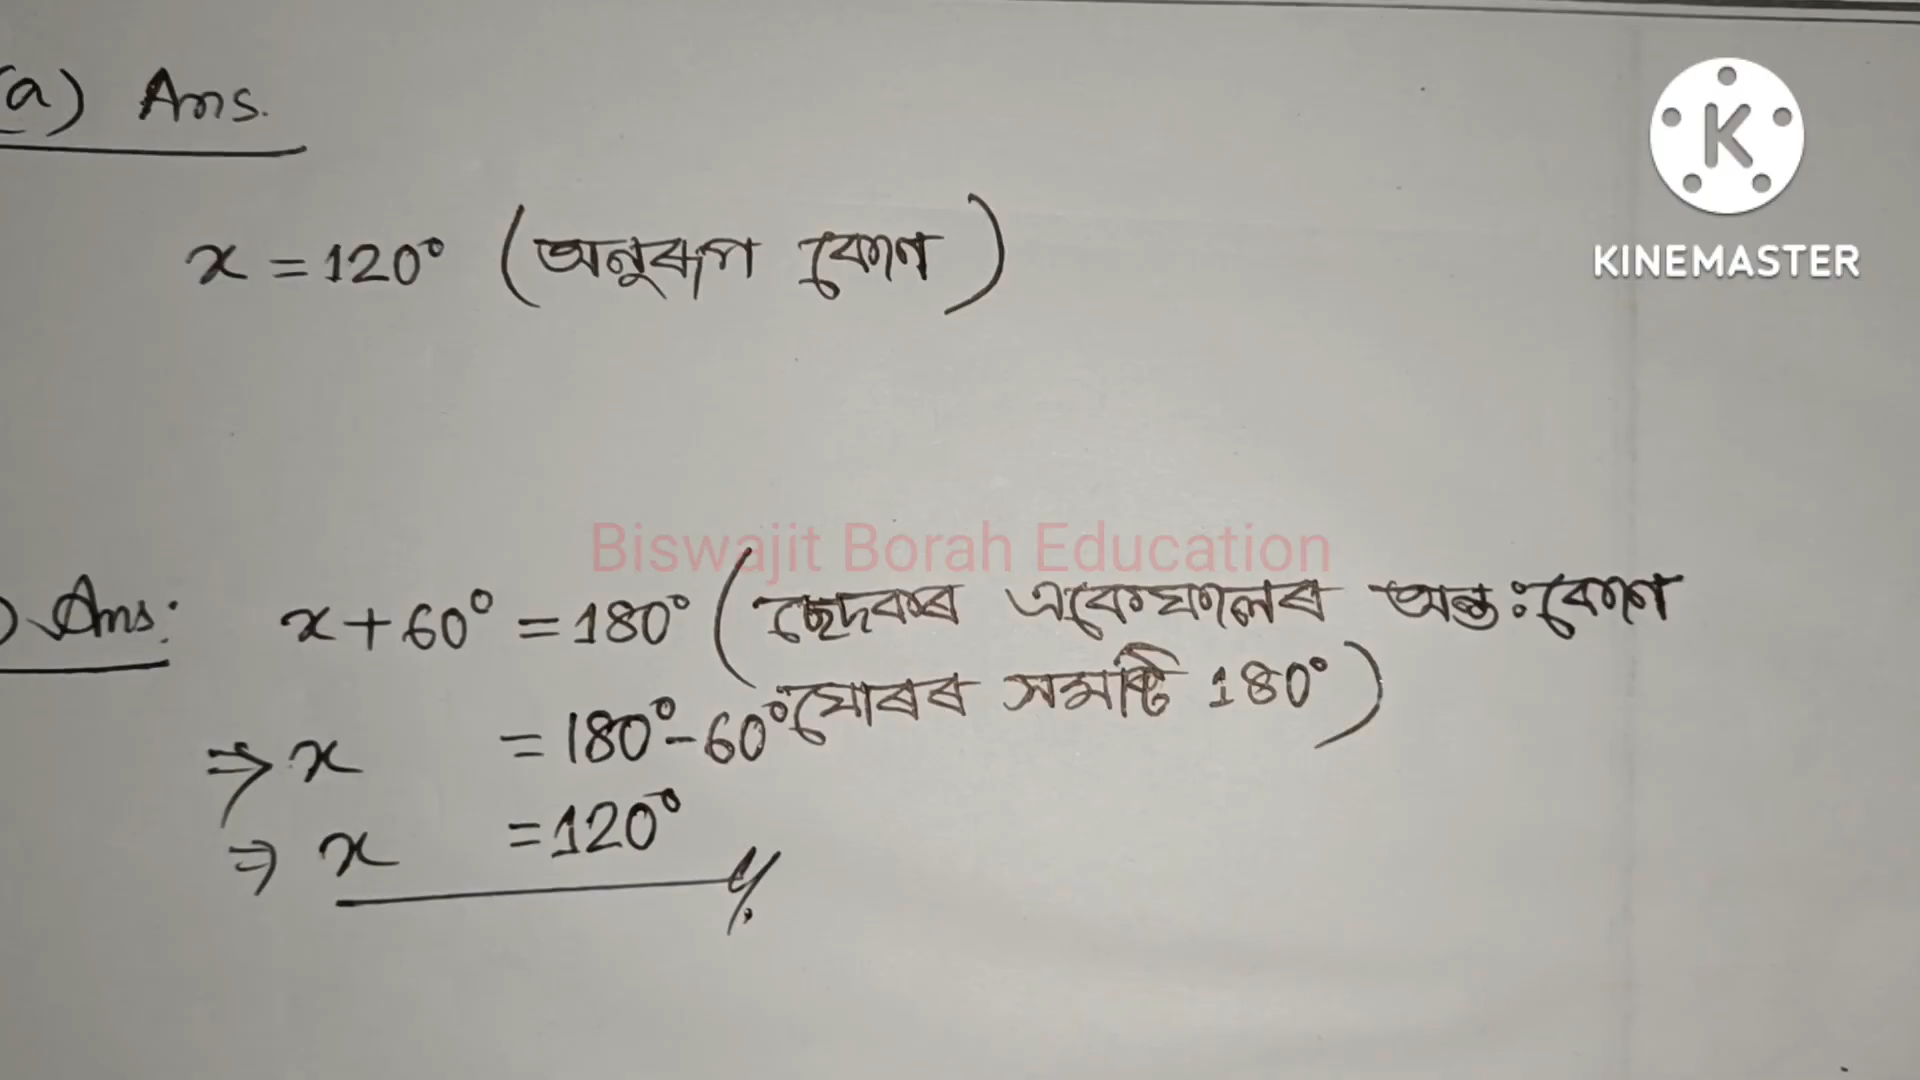 (a) Ans.
K
KINEMASTER
x = 120° (অনুৰূপ কোণ)
Biswajit Borah Education
) Ans: x + 60° = 180° (ছেদকৰ একেফালৰ অন্তঃকোণ
যোৰৰ সমষ্টি 180°)
⇒ x = 180° - 60°
⇒ x = 120°